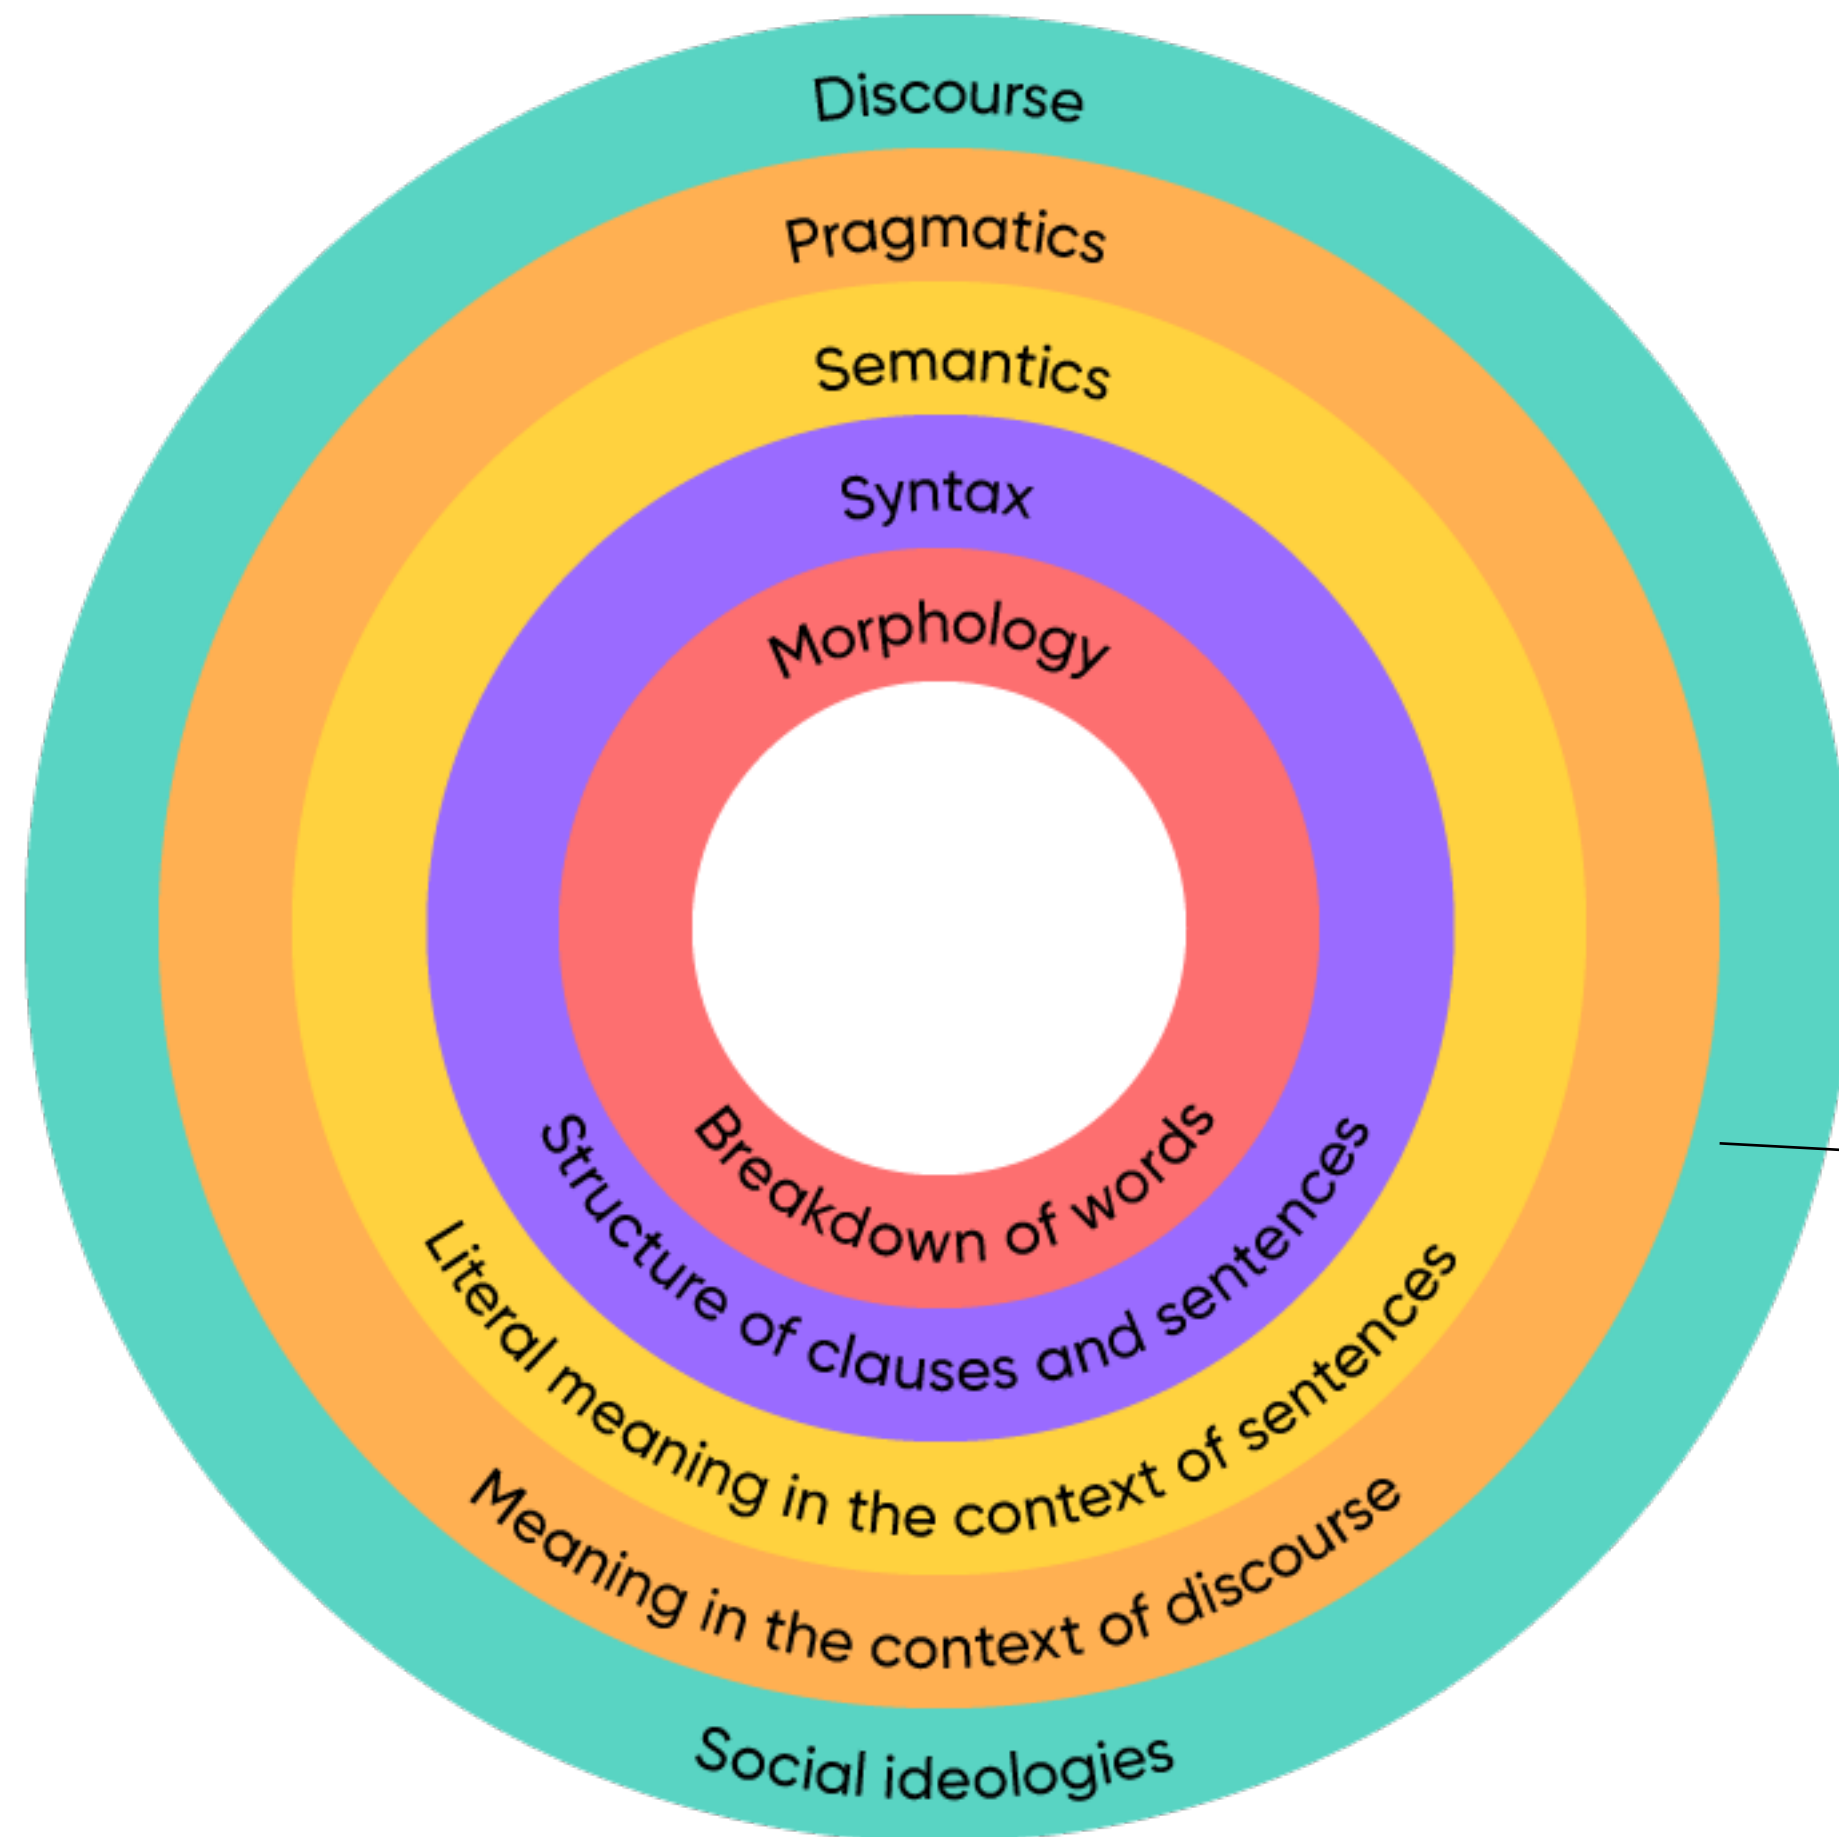 Discourse
Pragmatics
Semantics
Syntax
Morphology
Breakdown of words
Structure of clauses and sentences
Literal meaning in the context of sentences
Meaning in the context of discourse
Social ideologies